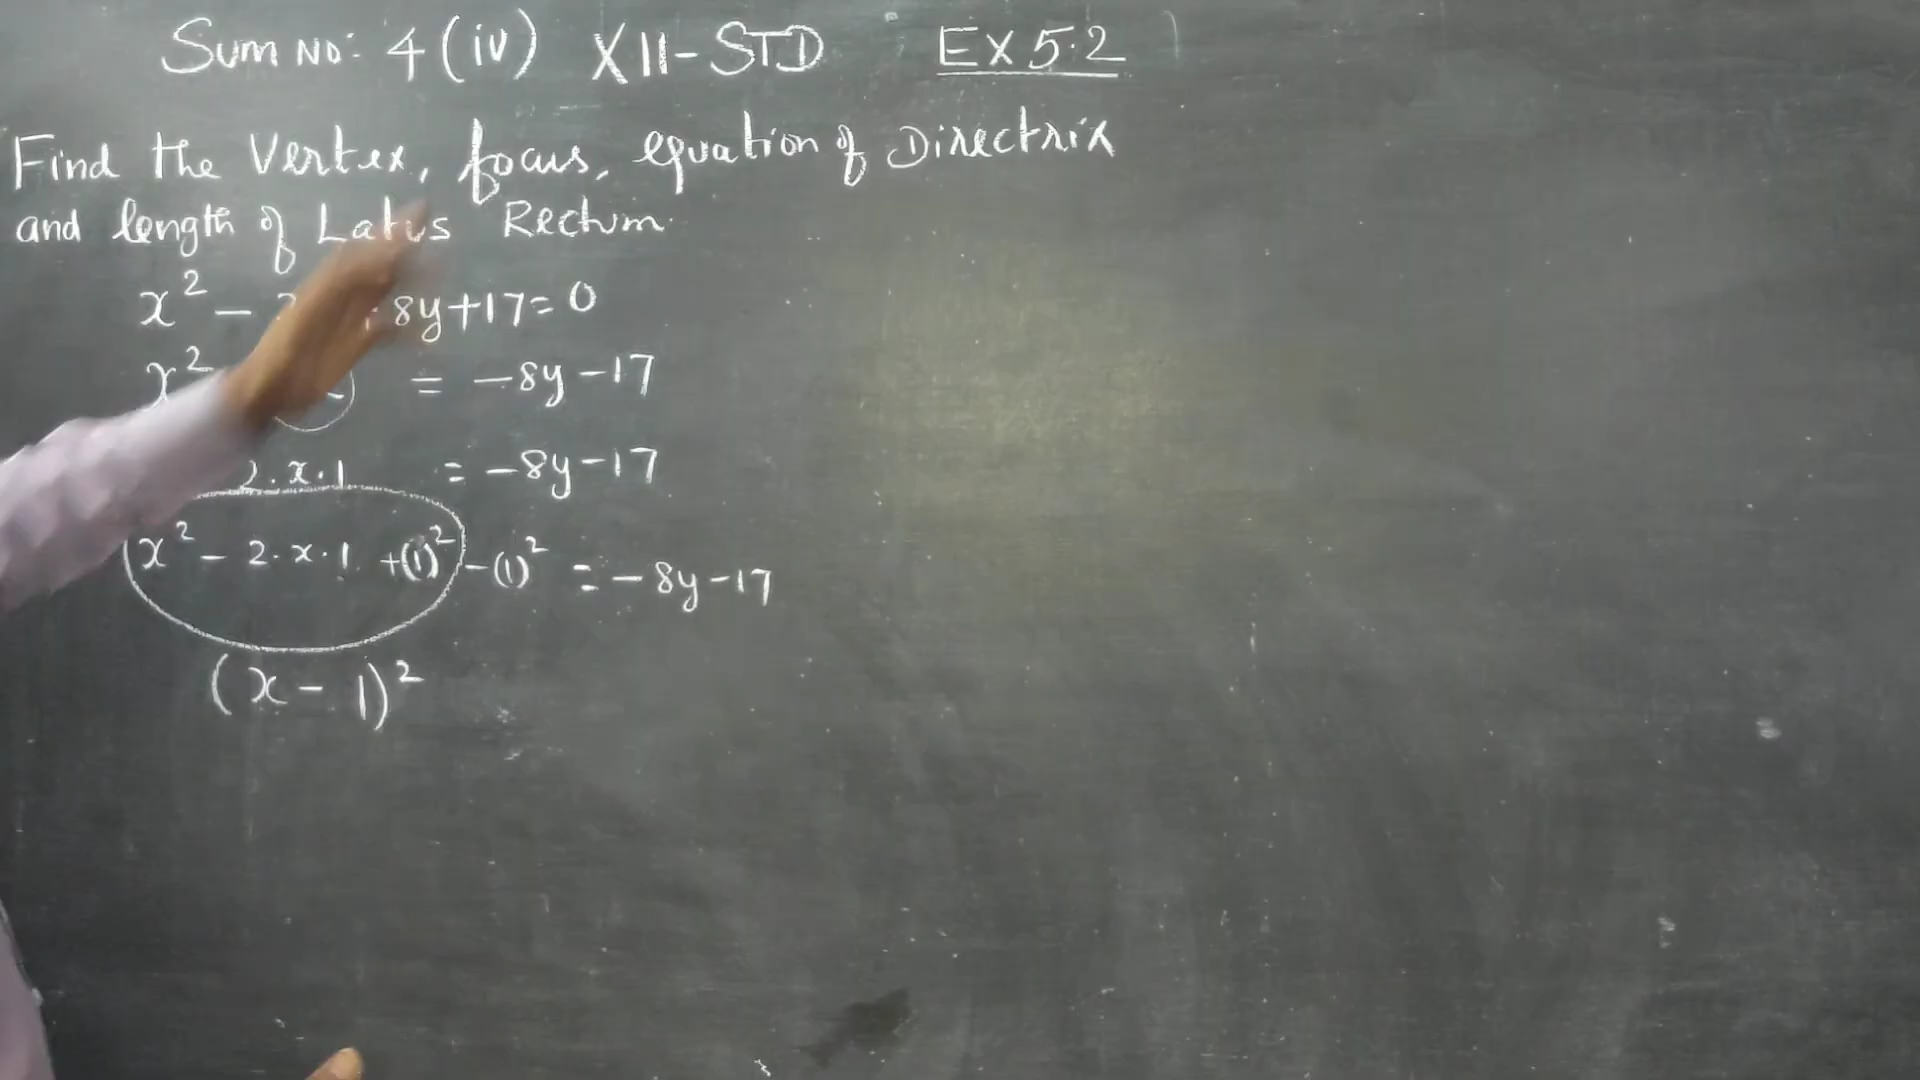 Sum No: 4 (iv) XII-STD EX 5.2
Find the Vertex, focus, equation of Directrix
and length of Latus Rectum.
x² - 8y+17=0
x² = -8y-17
2.x.1 = -8y-17
x² - 2.x.1 +(1)² -(1)² = -8y-17
(x-1)²